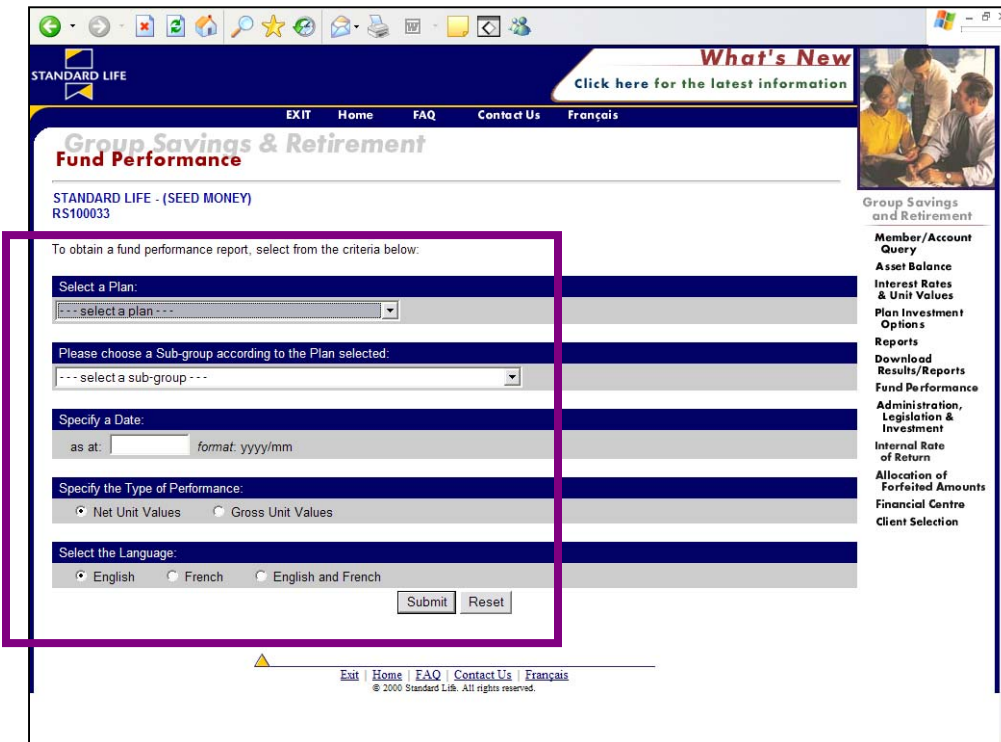 What's New
STANDARD LIFE
Click here for the latest information
EXIT Home FAQ Contact Us Français
Group Savings & Retirement
Fund Performance
STANDARD LIFE - (SEED MONEY)
RS100033
To obtain a fund performance report, select from the criteria below:
Select a Plan:
--- select a plan ---
Please choose a Sub-group according to the Plan selected:
--- select a sub-group ---
Specify a Date:
as at: format: yyyy/mm
Specify the Type of Performance:
Net Unit Values Gross Unit Values
Select the Language:
English French English and French
Submit Reset
Group Savings
and Retirement
Member/Account
Query
Asset Balance
Interest Rates
& Unit Values
Plan Investment
Options
Reports
Download
Results/Reports
Fund Performance
Administration,
Legislation &
Investment
Internal Rate
of Return
Allocation of
Forfeited Amounts
Financial Centre
Client Selection
Exit | Home | FAQ | Contact Us | Français
© 2000 Standard Life. All rights reserved.